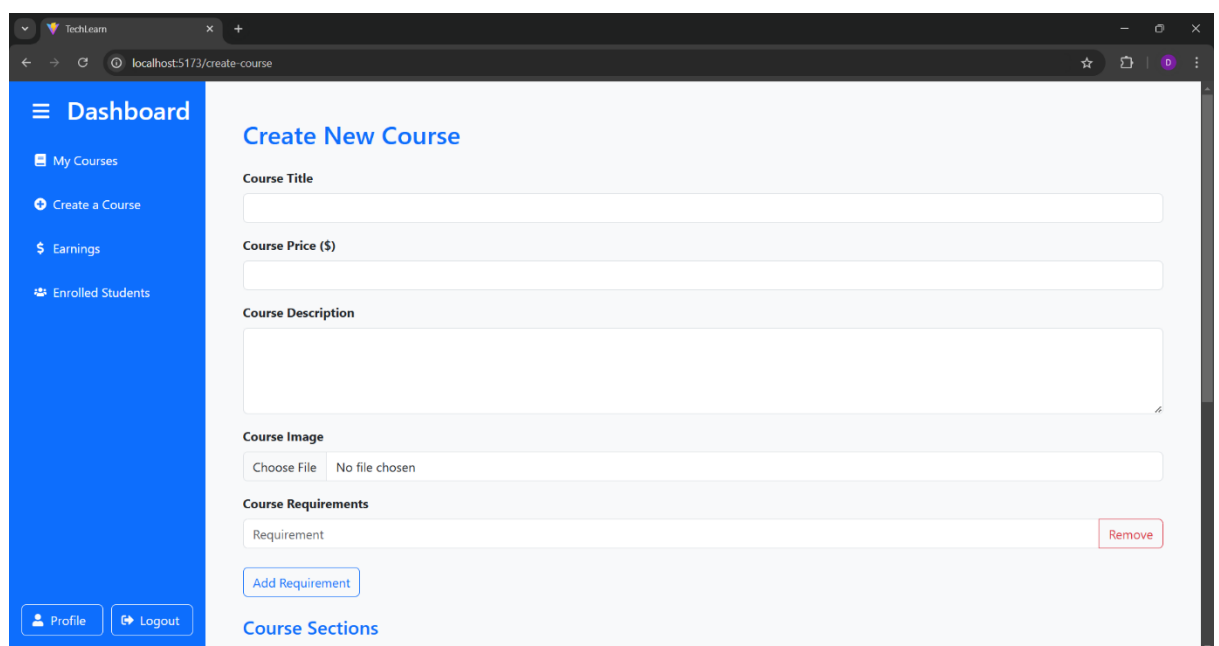 TechLearn
localhost:5173/create-course
D
Dashboard
My Courses
Create a Course
$ Earnings
Enrolled Students
Profile
Logout
Create New Course
Course Title
Course Price ($)
Course Description
Course Image
Choose File No file chosen
Course Requirements
Requirement Remove
Add Requirement
Course Sections